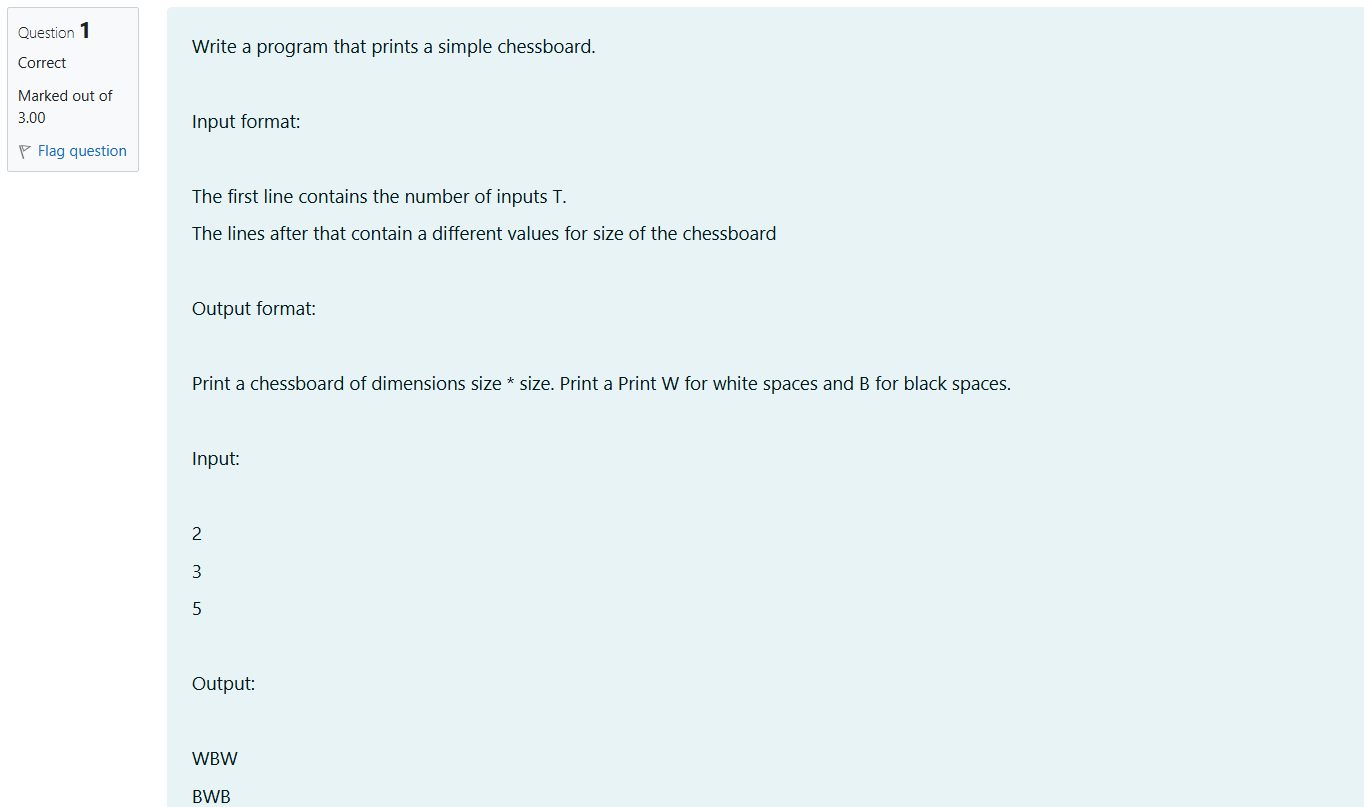 Question 1
Correct
Marked out of
3.00
Flag question
Write a program that prints a simple chessboard.
Input format:
The first line contains the number of inputs T.
The lines after that contain a different values for size of the chessboard
Output format:
Print a chessboard of dimensions size * size. Print a Print W for white spaces and B for black spaces.
Input:
2
3
5
Output:
WBW
BWB